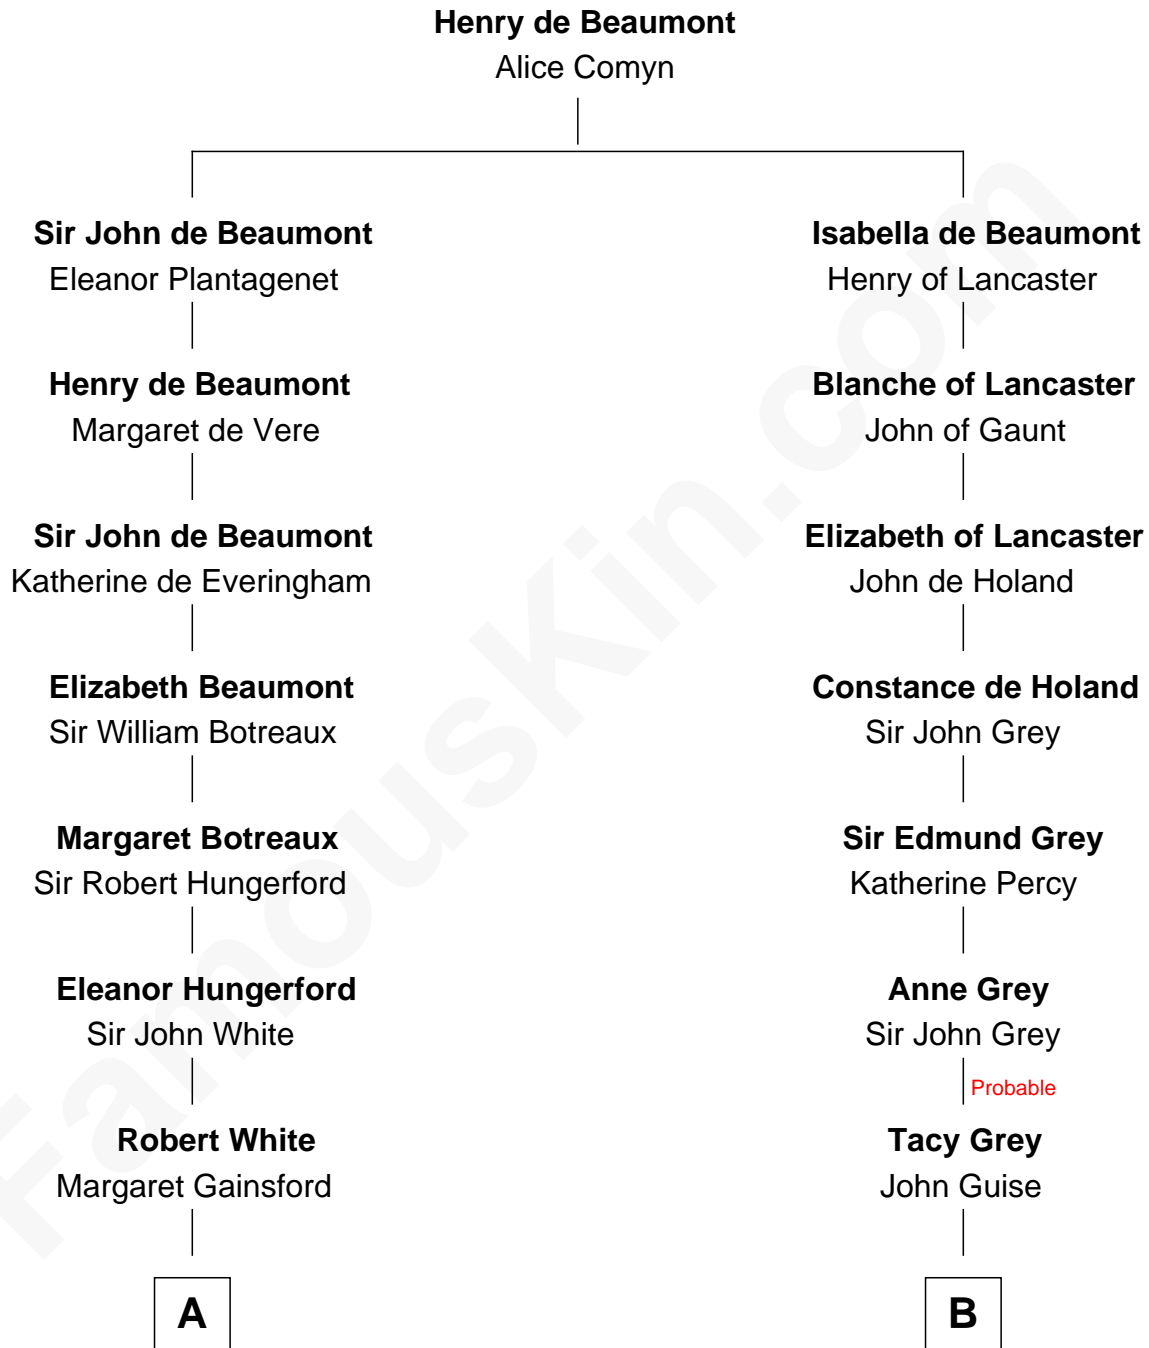 Henry de Beaumont
Alice Comyn
Sir John de Beaumont
Eleanor Plantagenet
Henry de Beaumont
Margaret de Vere
Sir John de Beaumont
Katherine de Everingham
Elizabeth Beaumont
Sir William Botreaux
Margaret Botreaux
Sir Robert Hungerford
Eleanor Hungerford
Sir John White
Robert White
Margaret Gainsford
A
Isabella de Beaumont
Henry of Lancaster
Blanche of Lancaster
John of Gaunt
Elizabeth of Lancaster
John de Holand
Constance de Holand
Sir John Grey
Sir Edmund Grey
Katherine Percy
Anne Grey
Sir John Grey
Probable
Tacy Grey
John Guise
B
FamousKin.com